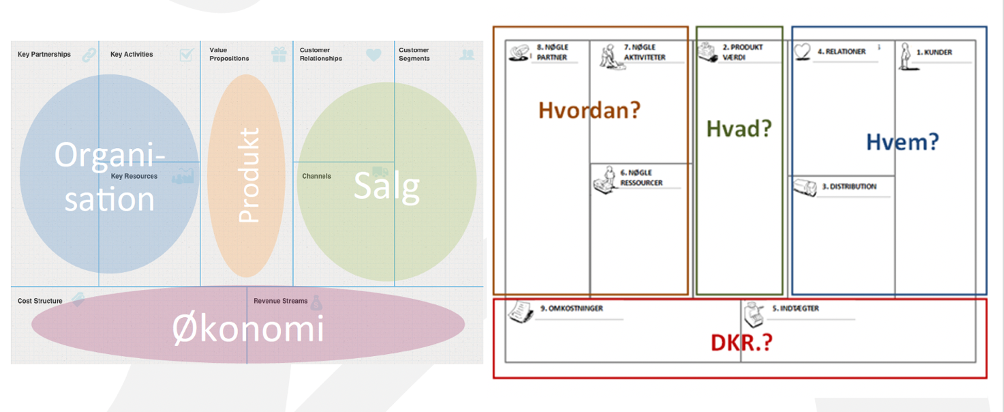 Key Partnerships
Key Activities
Value
Propositions
Customer
Relationships
Customer
Segments
Organi-
sation
Key Resources
Produkt
Channels
Salg
Cost Structure
Revenue Streams
Økonomi
8. NØGLE
PARTNER
7. NØGLE
AKTIVITETER
2. PRODUKT
VÆRDI
4. RELATIONER
1. KUNDER
Hvordan?
Hvad?
Hvem?
6. NØGLE
RESSOURCER
3. DISTRIBUTION
9. OMKOSTNINGER
5. INDTÆGTER
DKR.?